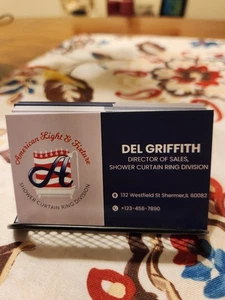 American Light & Fixture
A
SHOWER CURTAIN RING DIVISION
DEL GRIFFITH
DIRECTOR OF SALES,
SHOWER CURTAIN RING DIVISION
132 Westfield St Shermer,IL 60062
+123-456-7890